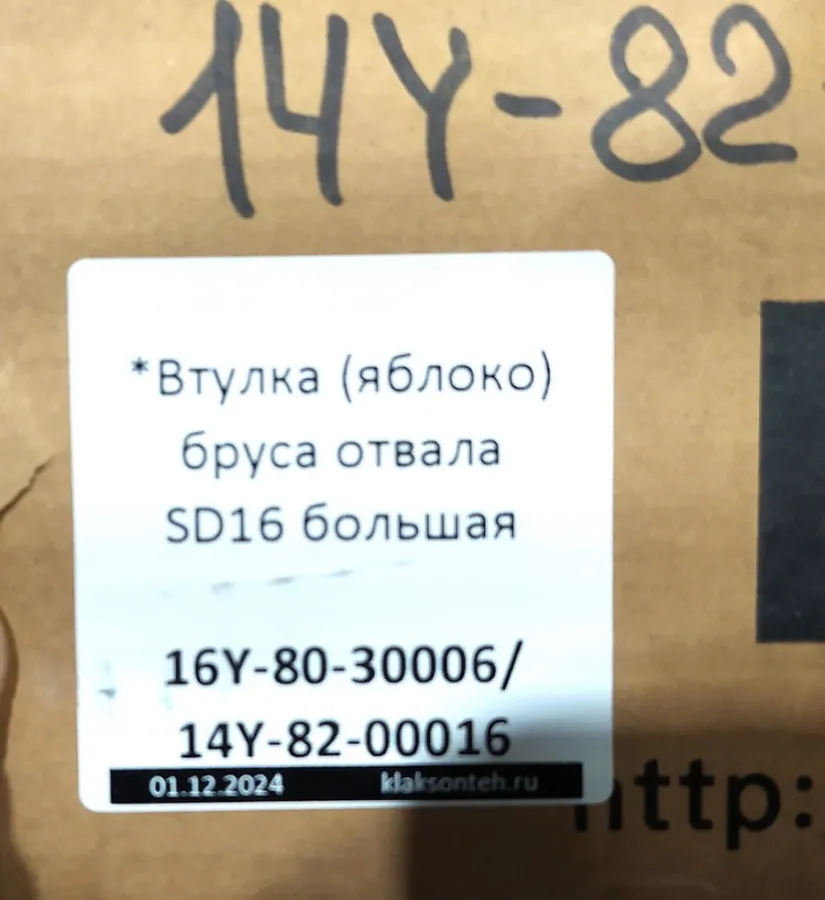 14Y-82
*Втулка (яблоко)
бруса отвала
SD16 большая
16Y-80-30006/
14Y-82-00016
01.12.2024 klaksonteh.ru
http: